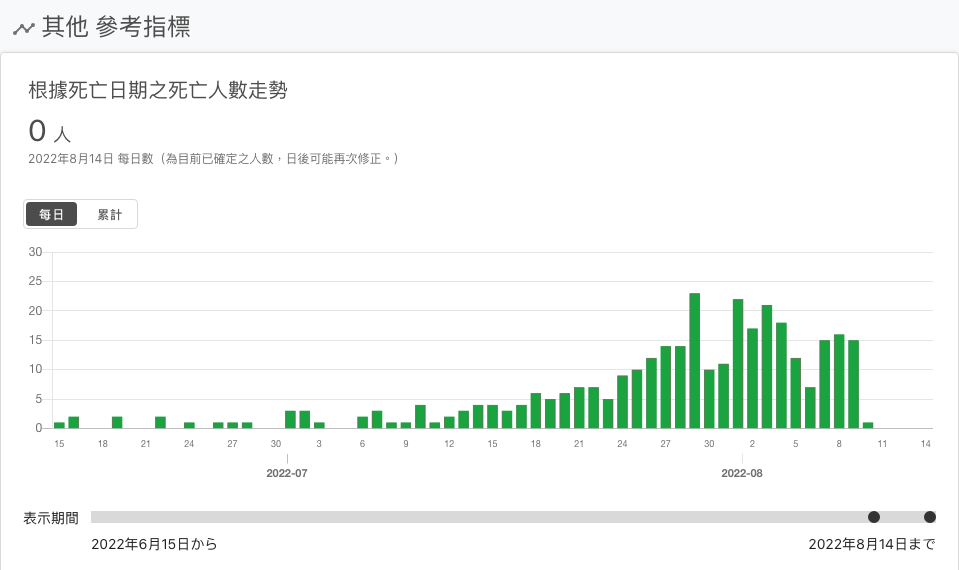 其他 參考指標
根據死亡日期之死亡人數走勢
0 人
2022年8月14日 每日數（為目前已確定之人數，日後可能再次修正。）
每日 累計
30
25
20
15
10
5
0
15 18 21 24 27 30 3 6 9 12 15 18 21 24 27 30 2 5 8 11 14
2022-07 2022-08
表示期間
2022年6月15日から 2022年8月14日まで